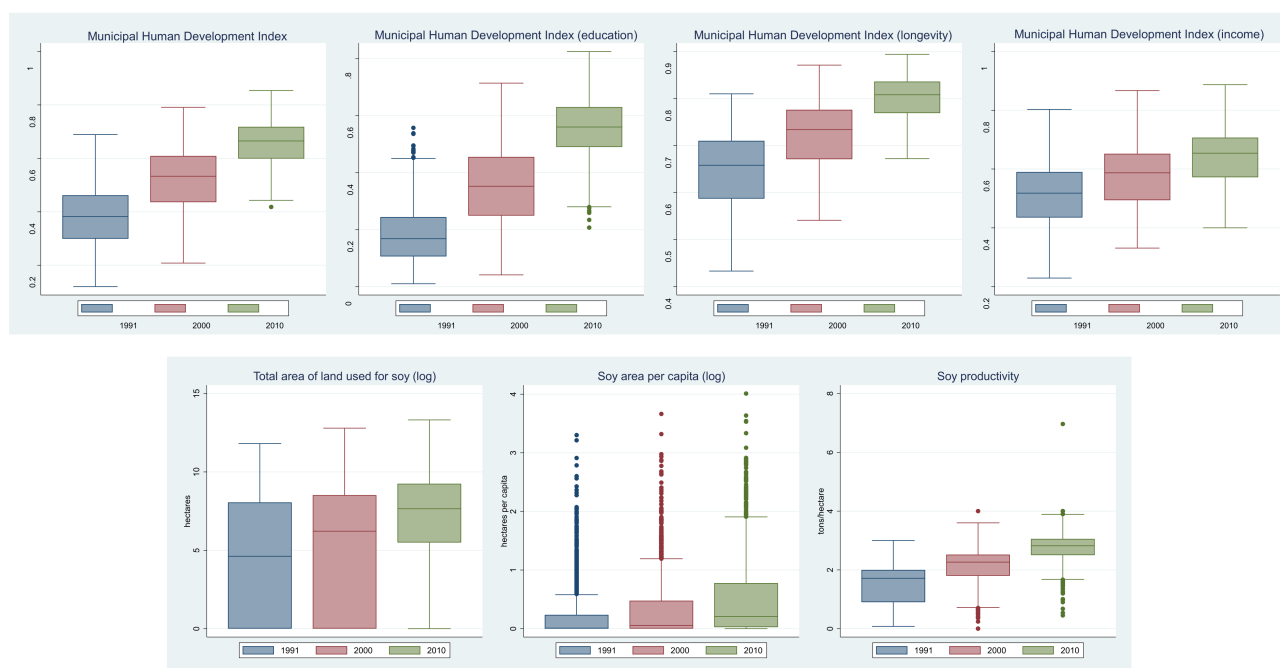 Municipal Human Development Index
1
0.8
0.6
0.4
0.2
1991 2000 2010
Municipal Human Development Index (education)
.8
0.6
0.4
0.2
0
1991 2000 2010
Municipal Human Development Index (longevity)
0.9
0.8
0.7
0.6
0.5
0.4
1991 2000 2010
Municipal Human Development Index (income)
1
0.8
0.6
0.4
0.2
1991 2000 2010
Total area of land used for soy (log)
hectares
15
10
5
0
1991 2000 2010
Soy area per capita (log)
hectares per capita
4
3
2
1
0
1991 2000 2010
Soy productivity
tons/hectare
8
6
4
2
0
1991 2000 2010